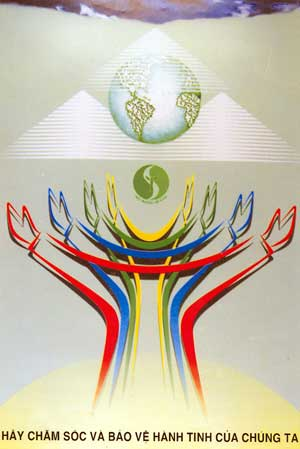 HÃY CHĂM SÓC VÀ BẢO VỆ HÀNH TINH CỦA CHÚNG TA